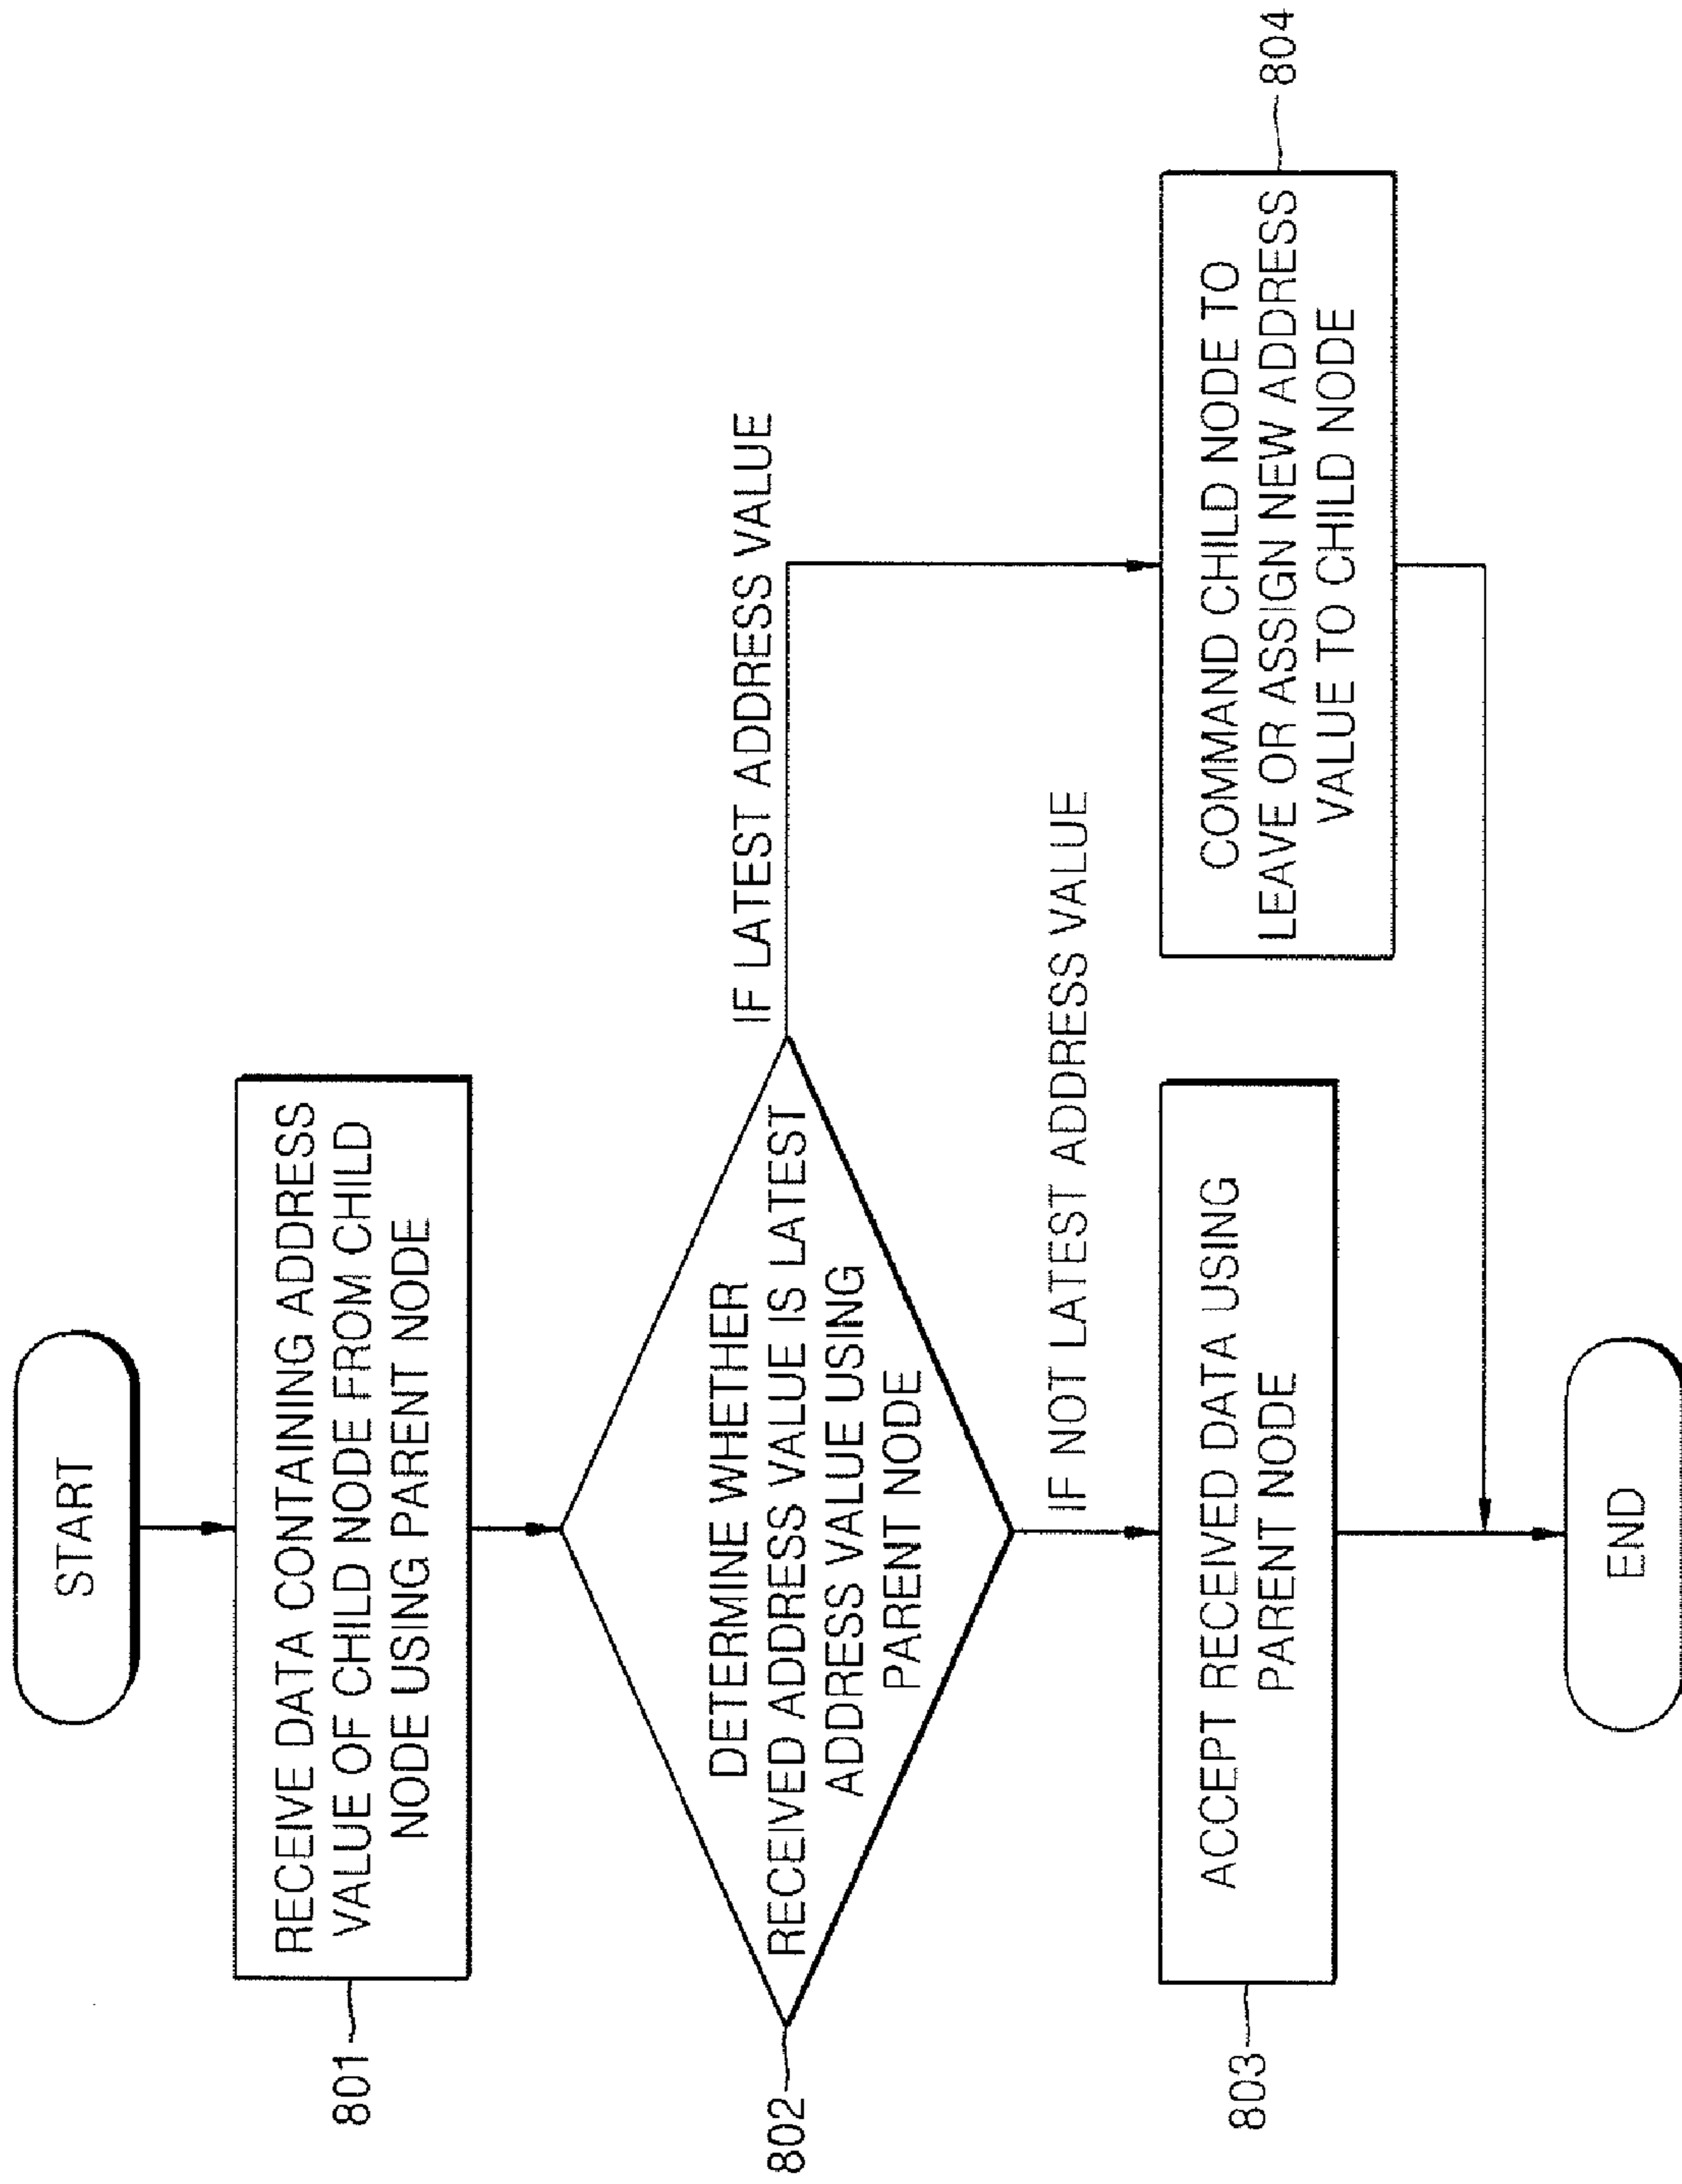 START
RECEIVE DATA CONTAINING ADDRESS
VALUE OF CHILD NODE FROM CHILD
NODE USING PARENT NODE
801
DETERMINE WHETHER
RECEIVED ADDRESS VALUE IS LATEST
ADDRESS VALUE USING
PARENT NODE
802
IF LATEST ADDRESS VALUE
IF NOT LATEST ADDRESS VALUE
ACCEPT RECEIVED DATA USING
PARENT NODE
803
COMMAND CHILD NODE TO
LEAVE OR ASSIGN NEW ADDRESS
VALUE TO CHILD NODE
804
END